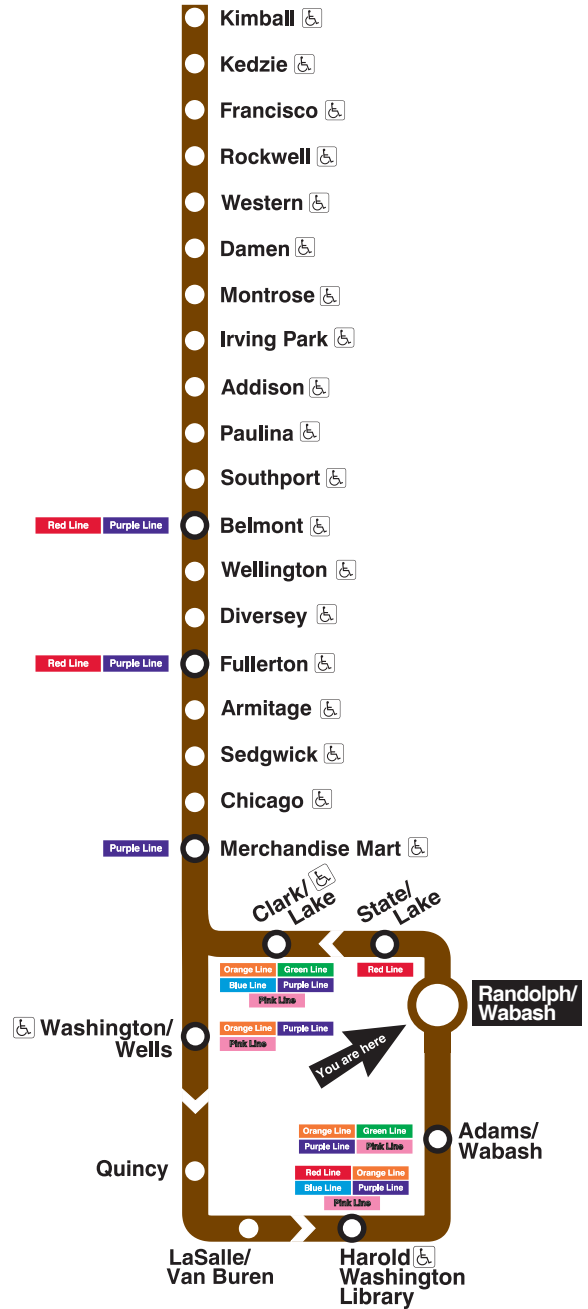 Kimball
Kedzie
Francisco
Rockwell
Western
Damen
Montrose
Irving Park
Addison
Paulina
Southport
Red Line Purple Line Belmont
Wellington
Diversey
Red Line Purple Line Fullerton
Armitage
Sedgwick
Chicago
Purple Line Merchandise Mart
Clark/
Lake
State/
Lake
Orange Line Green Line
Blue Line Purple Line
Pink Line
Red Line
Randolph/
Wabash
You are here
Washington/
Wells
Orange Line Purple Line
Pink Line
Orange Line Green Line
Purple Line Pink Line
Adams/
Wabash
Quincy
Red Line Orange Line
Blue Line Purple Line
Pink Line
LaSalle/
Van Buren
Harold
Washington
Library